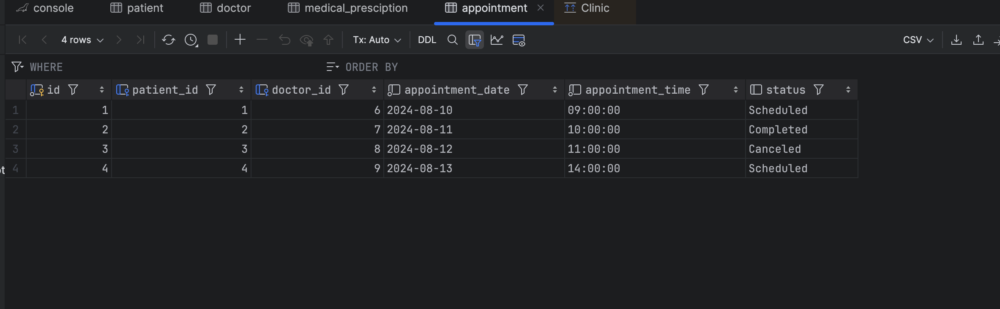 console patient doctor medical_presciption appointment Clinic
4 rows Tx: Auto DDL CSV
WHERE ORDER BY
id patient_id doctor_id appointment_date appointment_time status
1 1 1 6 2024-08-10 09:00:00 Scheduled
2 2 2 7 2024-08-11 10:00:00 Completed
3 3 3 8 2024-08-12 11:00:00 Canceled
4 4 4 9 2024-08-13 14:00:00 Scheduled